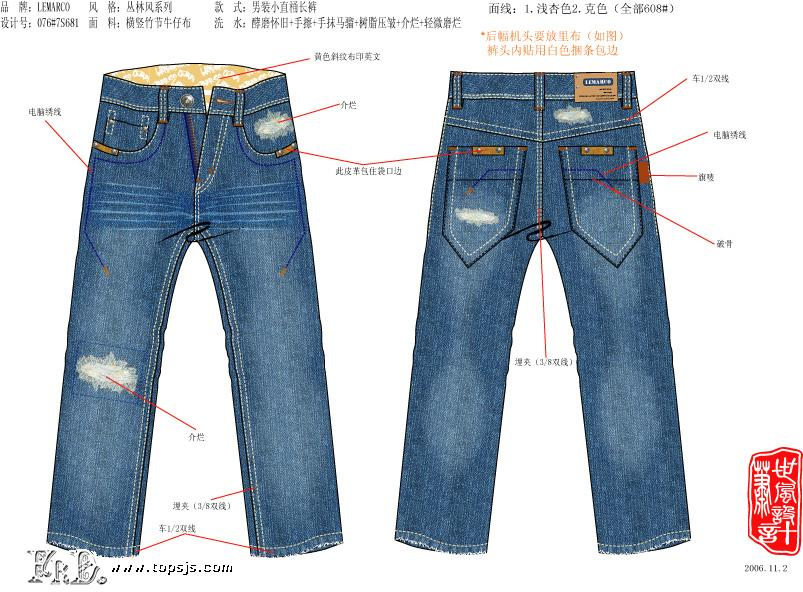 品 牌：LEMARCO 风 格：丛林风系列 款 式：男装小直桶长裤 面线：1.浅杏色2.克色（全部608#）
设计号：076#7S681 面 料：横竖竹节牛仔布 洗 水：酵磨怀旧+手擦+手抹马骝+树脂压皱+介烂+轻微磨烂
*后幅机头要放里布（如图）
裤头内贴用白色捆条包边
黄色斜纹布印英文
介烂
电脑绣线
此皮革包住袋口边
LEMARCO
车1/2双线
电脑绣线
旗唛
破骨
埋夹（3/8双线）
介烂
埋夹（3/8双线）
车1/2双线
www.topsjs.com
世风設計
2006.11.2